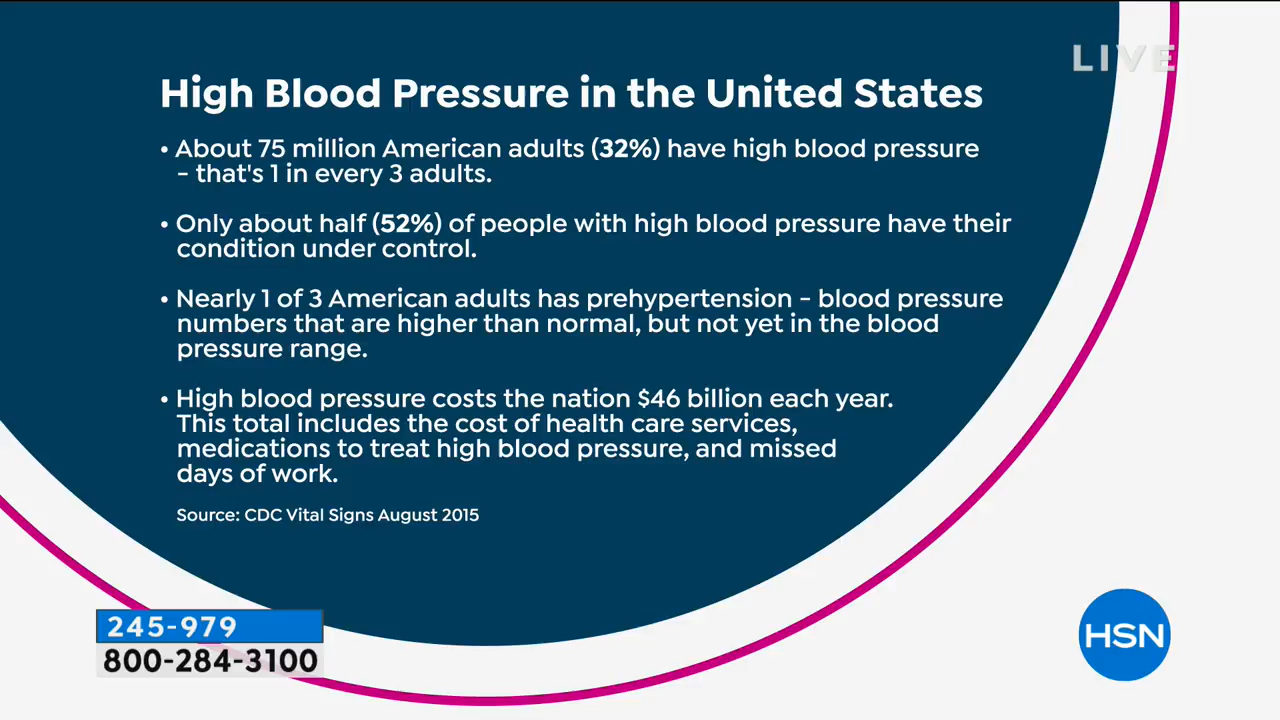 LIVE
High Blood Pressure in the United States
• About 75 million American adults (32%) have high blood pressure
- that's 1 in every 3 adults.
• Only about half (52%) of people with high blood pressure have their
condition under control.
• Nearly 1 of 3 American adults has prehypertension - blood pressure
numbers that are higher than normal, but not yet in the blood
pressure range.
• High blood pressure costs the nation $46 billion each year.
This total includes the cost of health care services,
medications to treat high blood pressure, and missed
days of work.
Source: CDC Vital Signs August 2015
245-979
800-284-3100
HSN